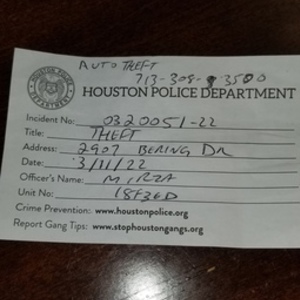 AUTO THEFT
713-308-3500
HOUSTON POLICE DEPARTMENT
Incident No: 0320051-22
Title: THEFT
Address: 2907 BERING DR
Date: 3/11/22
Officer's Name: MIRZA
Unit No: 18F36D
Crime Prevention: www.houstonpolice.org
Report Gang Tips: www.stophoustongangs.org